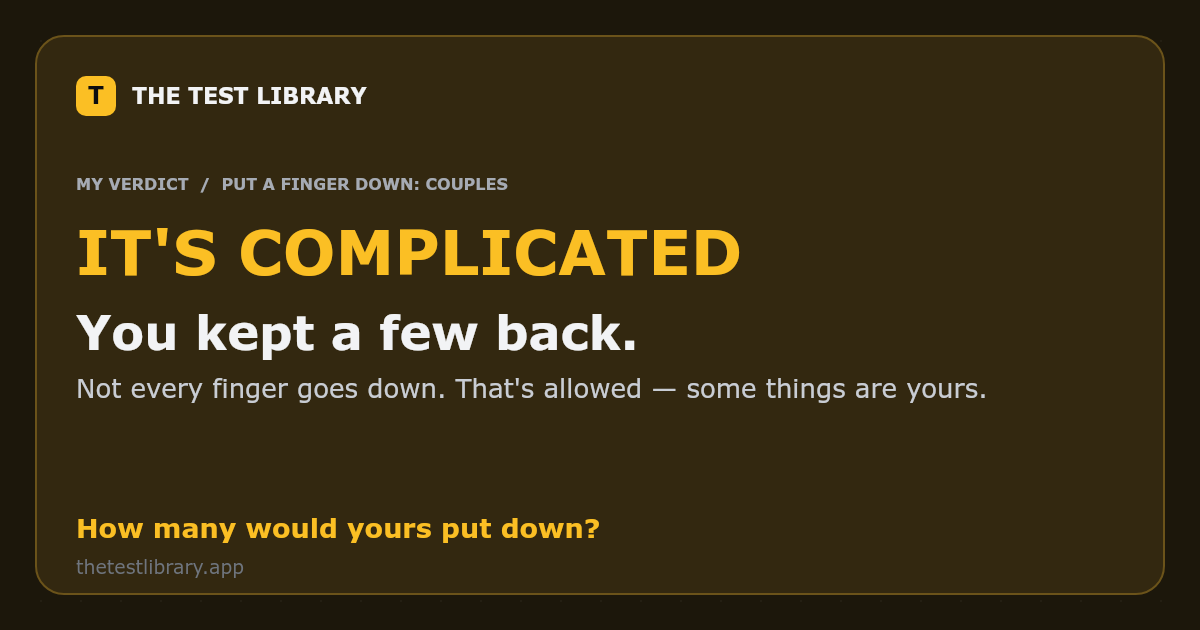 T THE TEST LIBRARY
MY VERDICT / PUT A FINGER DOWN: COUPLES
IT'S COMPLICATED
You kept a few back.
Not every finger goes down. That's allowed — some things are yours.
How many would yours put down?
thetestlibrary.app